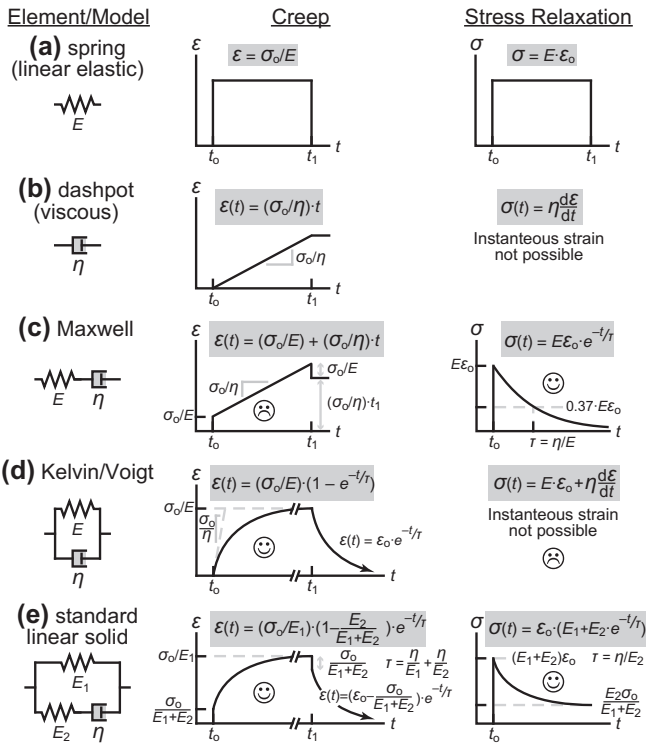 Element/Model Creep Stress Relaxation
(a) spring
(linear elastic)
E
ε
ε = σo/E
to t1 t
σ
σ = E·εo
to t1 t
(b) dashpot
(viscous)
η
ε
ε(t) = (σo/η)·t
σo/η
to t1 t
σ(t) = η dε/dt
Instanteous strain
not possible
(c) Maxwell
E η
ε
ε(t) = (σo/E) + (σo/η)·t
σo/η
σo/E
σo/E
(σo/η)·t1
to t1 t
σ
σ(t) = Eεo·e^-t/τ
Eεo
0.37·Eεo
to τ = η/E t
(d) Kelvin/Voigt
E
η
ε
ε(t) = (σo/E)·(1 – e^-t/τ)
σo/E
σo/η
ε(t) = εo·e^-t/τ
to t1 t
σ(t) = E·εo+η dε/dt
Instanteous strain
not possible
(e) standard
linear solid
E1
E2 η
ε
ε(t) = (σo/E1)·(1-E2/E1+E2)·e^-t/τ
σo/E1
σo/E1+E2
τ = η/E1 + η/E2
ε(t)=(εo-σo/E1+E2)·e^-t/τ
σo/E1+E2
to t1 t
σ
σ(t) = εo·(E1+E2·e^-t/τ)
(E1+E2)εo τ = η/E2
E2σo/E1+E2
to t